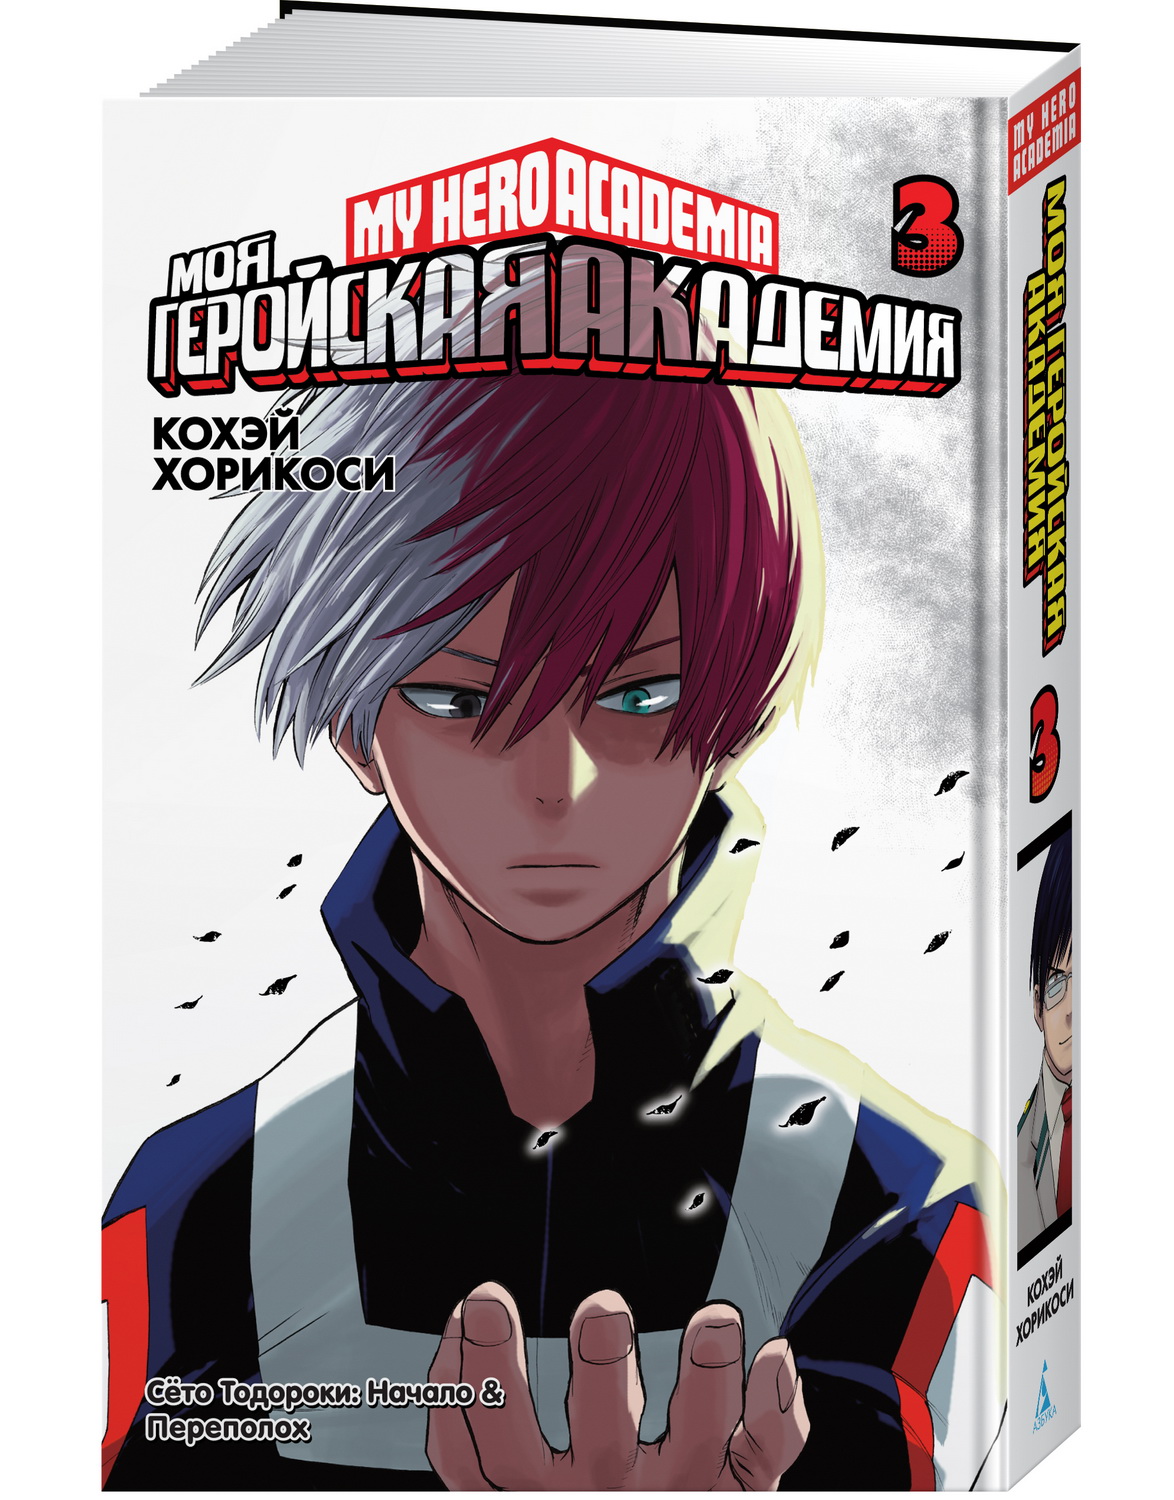 MY HERO ACADEMIA
3
МОЯ
ГЕРОЙСКАЯ АКАДЕМИЯ
КОХЭЙ
ХОРИКОСИ
Сёто Тодороки: Начало &
Переполох
MY HERO
ACADEMIA
МОЯ ГЕРОЙСКАЯ
АКАДЕМИЯ
3
КОХЭЙ
ХОРИКОСИ
АЗБУКА